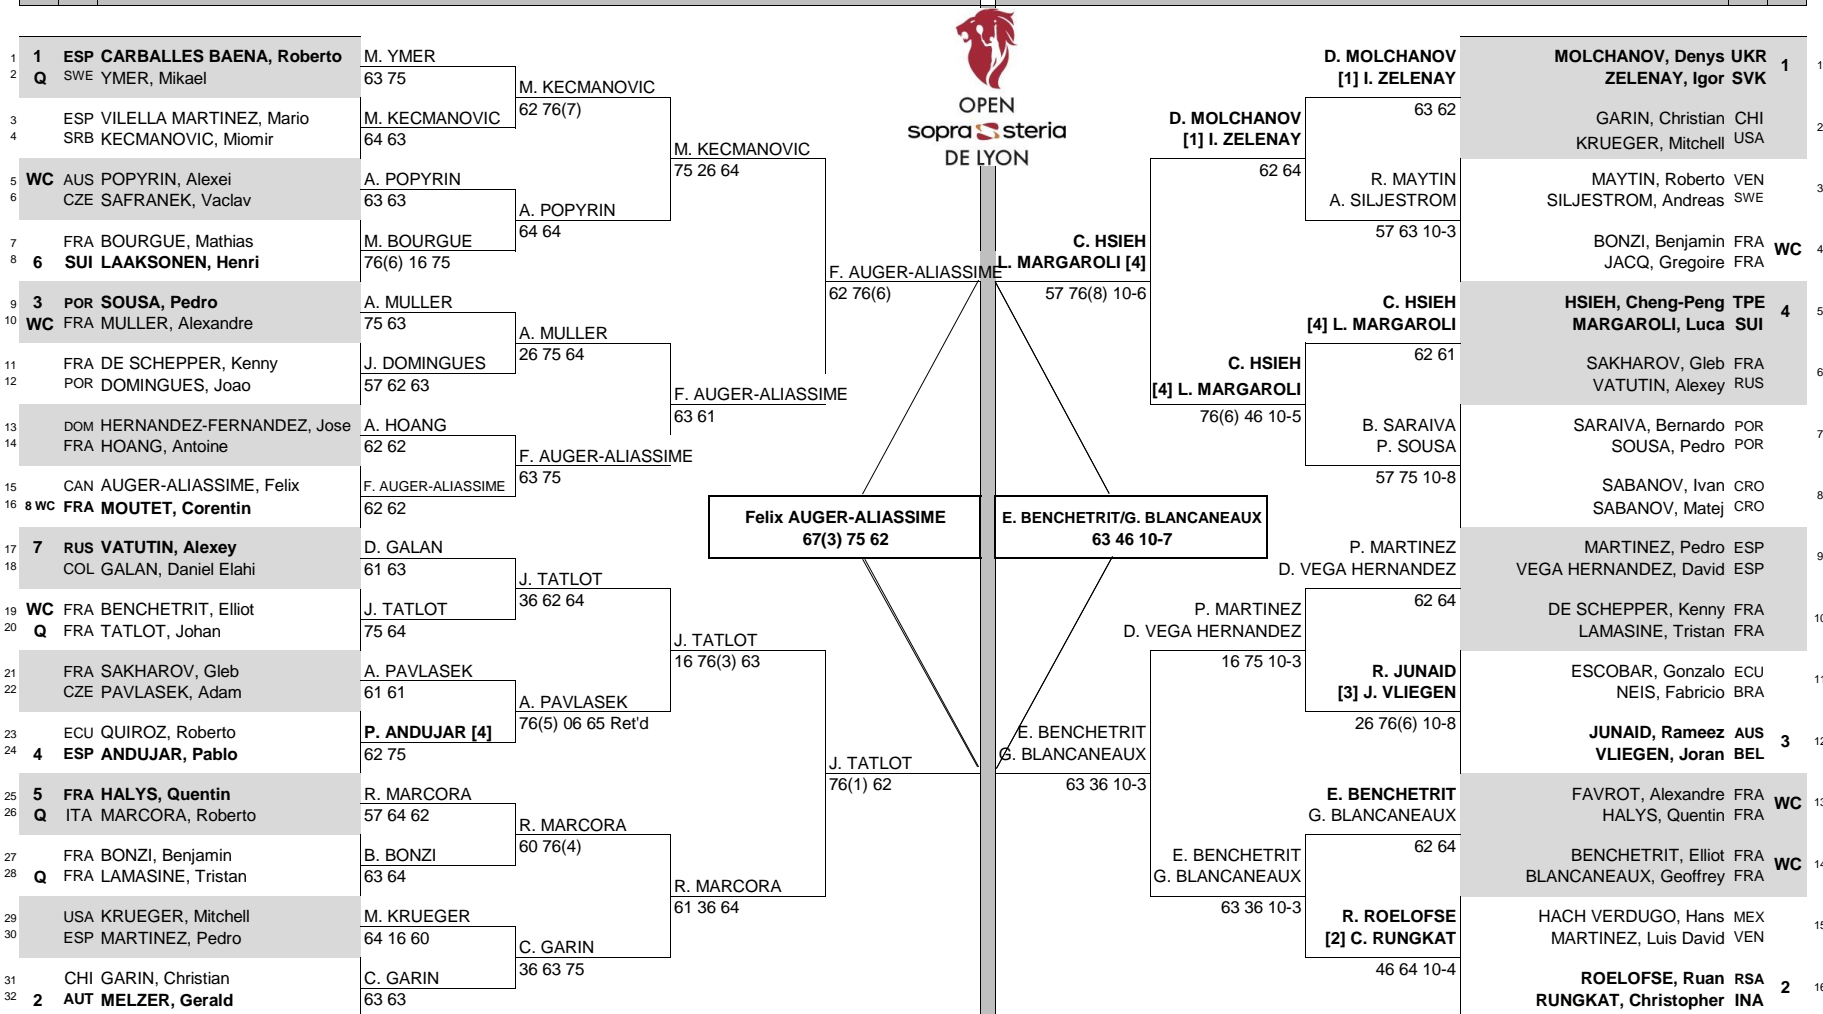 OPEN
sopra steria
DE LYON
1 1 ESP CARBALLES BAENA, Roberto
2 Q SWE YMER, Mikael
3 ESP VILELLA MARTINEZ, Mario
4 SRB KECMANOVIC, Miomir
5 WC AUS POPYRIN, Alexei
6 CZE SAFRANEK, Vaclav
7 FRA BOURGUE, Mathias
8 6 SUI LAAKSONEN, Henri
9 3 POR SOUSA, Pedro
10 WC FRA MULLER, Alexandre
11 FRA DE SCHEPPER, Kenny
12 POR DOMINGUES, Joao
13 DOM HERNANDEZ-FERNANDEZ, Jose
14 FRA HOANG, Antoine
15 CAN AUGER-ALIASSIME, Felix
16 8 WC FRA MOUTET, Corentin
17 7 RUS VATUTIN, Alexey
18 COL GALAN, Daniel Elahi
19 WC FRA BENCHETRIT, Elliot
20 Q FRA TATLOT, Johan
21 FRA SAKHAROV, Gleb
22 CZE PAVLASEK, Adam
23 ECU QUIROZ, Roberto
24 4 ESP ANDUJAR, Pablo
25 5 FRA HALYS, Quentin
26 Q ITA MARCORA, Roberto
27 FRA BONZI, Benjamin
28 Q FRA LAMASINE, Tristan
29 USA KRUEGER, Mitchell
30 ESP MARTINEZ, Pedro
31 CHI GARIN, Christian
32 2 AUT MELZER, Gerald
M. YMER
63 75
M. KECMANOVIC
64 63
A. POPYRIN
63 63
M. BOURGUE
76(6) 16 75
A. MULLER
75 63
J. DOMINGUES
57 62 63
A. HOANG
62 62
F. AUGER-ALIASSIME
62 62
D. GALAN
61 63
J. TATLOT
75 64
A. PAVLASEK
61 61
P. ANDUJAR [4]
62 75
R. MARCORA
57 64 62
B. BONZI
63 64
M. KRUEGER
64 16 60
C. GARIN
63 63
M. KECMANOVIC
62 76(7)
A. POPYRIN
64 64
A. MULLER
26 75 64
F. AUGER-ALIASSIME
63 75
J. TATLOT
36 62 64
A. PAVLASEK
76(5) 06 65 Ret'd
R. MARCORA
60 76(4)
C. GARIN
36 63 75
M. KECMANOVIC
75 26 64
F. AUGER-ALIASSIME
63 61
J. TATLOT
16 76(3) 63
R. MARCORA
61 36 64
F. AUGER-ALIASSIME
62 76(6)
J. TATLOT
76(1) 62
Felix AUGER-ALIASSIME
67(3) 75 62
E. BENCHETRIT/G. BLANCANEAUX
63 46 10-7
C. HSIEH
L. MARGAROLI [4]
57 76(8) 10-6
E. BENCHETRIT
G. BLANCANEAUX
63 36 10-3
D. MOLCHANOV
[1] I. ZELENAY
62 64
C. HSIEH
[4] L. MARGAROLI
76(6) 46 10-5
P. MARTINEZ
D. VEGA HERNANDEZ
16 75 10-3
E. BENCHETRIT
G. BLANCANEAUX
63 36 10-3
D. MOLCHANOV
[1] I. ZELENAY
63 62
R. MAYTIN
A. SILJESTROM
57 63 10-3
C. HSIEH
[4] L. MARGAROLI
62 61
B. SARAIVA
P. SOUSA
57 75 10-8
P. MARTINEZ
D. VEGA HERNANDEZ
62 64
R. JUNAID
[3] J. VLIEGEN
26 76(6) 10-8
E. BENCHETRIT
G. BLANCANEAUX
62 64
R. ROELOFSE
[2] C. RUNGKAT
46 64 10-4
MOLCHANOV, Denys UKR 1
ZELENAY, Igor SVK
GARIN, Christian CHI 2
KRUEGER, Mitchell USA
MAYTIN, Roberto VEN 3
SILJESTROM, Andreas SWE
BONZI, Benjamin FRA WC 4
JACQ, Gregoire FRA
HSIEH, Cheng-Peng TPE 4 5
MARGAROLI, Luca SUI
SAKHAROV, Gleb FRA 6
VATUTIN, Alexey RUS
SARAIVA, Bernardo POR 7
SOUSA, Pedro POR
SABANOV, Ivan CRO 8
SABANOV, Matej CRO
MARTINEZ, Pedro ESP 9
VEGA HERNANDEZ, David ESP
DE SCHEPPER, Kenny FRA
LAMASINE, Tristan FRA
ESCOBAR, Gonzalo ECU
NEIS, Fabricio BRA
JUNAID, Rameez AUS 3
VLIEGEN, Joran BEL
FAVROT, Alexandre FRA WC
HALYS, Quentin FRA
BENCHETRIT, Elliot FRA WC
BLANCANEAUX, Geoffrey FRA
HACH VERDUGO, Hans MEX
MARTINEZ, Luis David VEN
ROELOFSE, Ruan RSA 2
RUNGKAT, Christopher INA